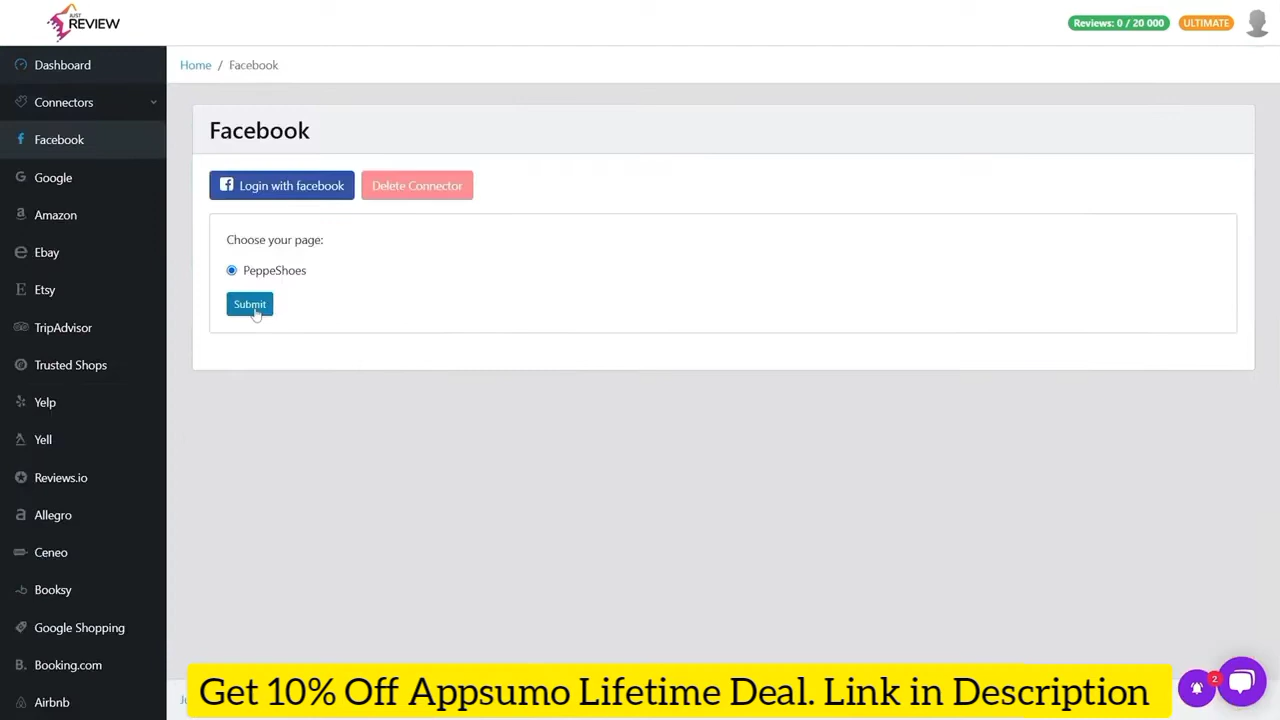 JUST
REVIEW
Reviews: 0 / 20 000
ULTIMATE
Dashboard
Connectors
Facebook
Google
Amazon
Ebay
Etsy
TripAdvisor
Trusted Shops
Yelp
Yell
Reviews.io
Allegro
Ceneo
Booksy
Google Shopping
Booking.com
Airbnb
Home / Facebook
Facebook
Login with facebook
Delete Connector
Choose your page:
PeppeShoes
Submit
Get 10% Off Appsumo Lifetime Deal. Link in Description
2